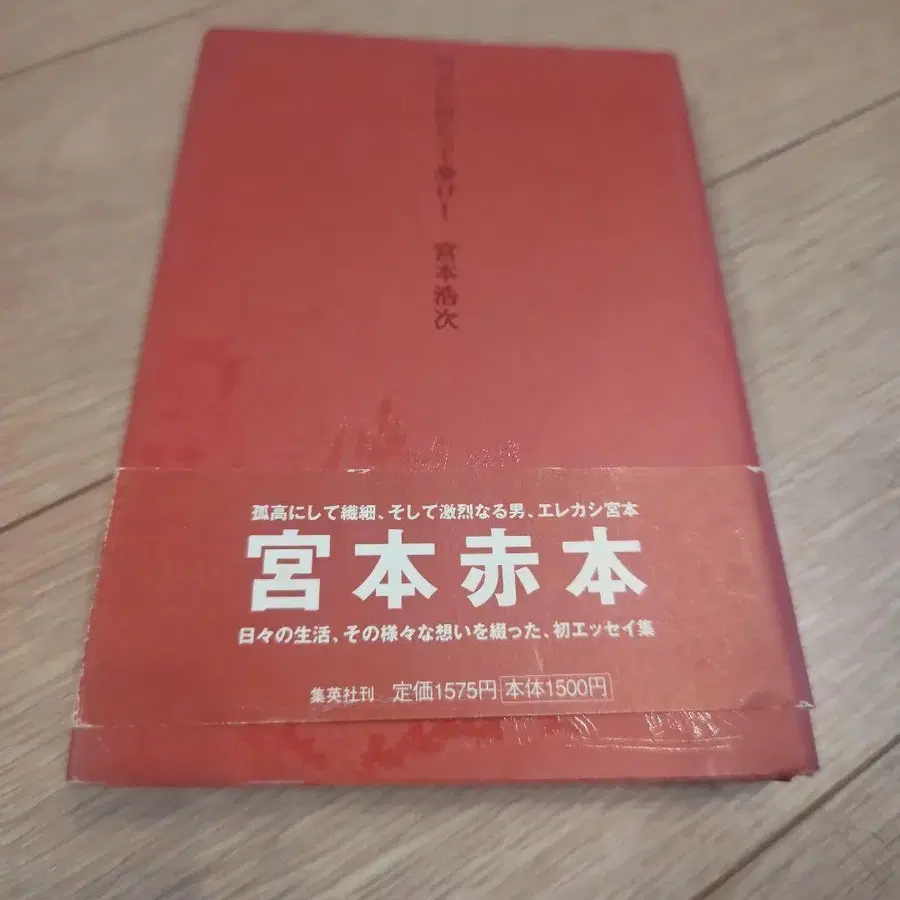 歩けー 宮本浩次
孤高にして繊細、そして激烈なる男、エレカシ宮本
宮本赤本
日々の生活、その様々な想いを綴った、初エッセイ集
集英社刊 定価1575円 本体1500円